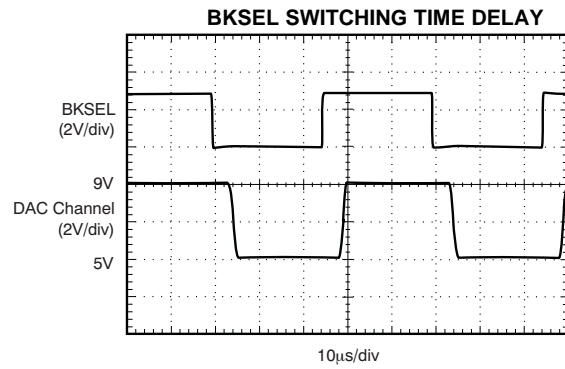 BKSEL SWITCHING TIME DELAY
BKSEL
(2V/div)
9V
DAC Channel
(2V/div)
5V
10μs/div